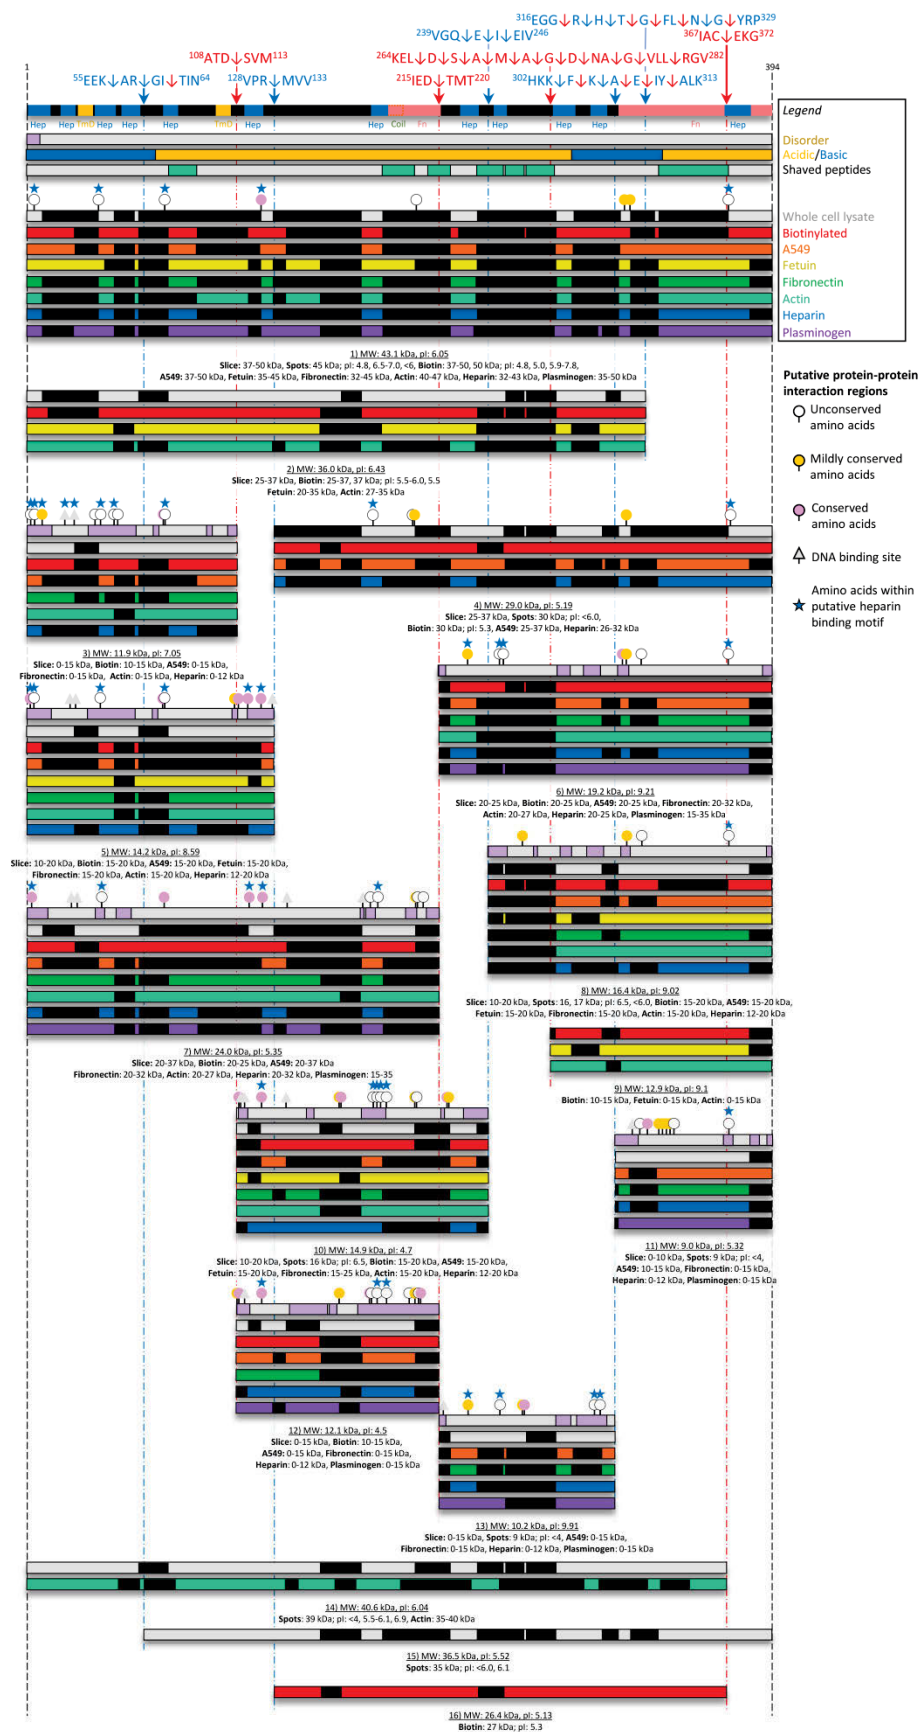 316EGG↓R↓H↓T↓G↓FL↓N↓G↓YRP329
239VGQ↓E↓I↓EIV246
367IAC↓EKG372
108ATD↓SVM113
264KEL↓D↓S↓A↓M↓A↓G↓D↓NA↓G↓VLL↓RGV282
1
394
55EEK↓AR↓GI↓TIN64
128VPR↓MVV133
215IED↓TMT220
302HKK↓F↓K↓A↓E↓IY↓ALK313
Hep Hep TmD Hep Hep Hep TmD Hep Hep Coil Fn Hep Hep Hep Hep Fn Hep
Legend
Disorder
Acidic/Basic
Shaved peptides
Whole cell lysate
Biotinylated
A549
Fetuin
Fibronectin
Actin
Heparin
Plasminogen
1) MW: 43.1 kDa, pI: 6.05
Slice: 37-50 kDa, Spots: 45 kDa; pI: 4.8, 6.5-7.0, <6, Biotin: 37-50, 50 kDa; pI: 4.8, 5.0, 5.9-7.8,
A549: 37-50 kDa, Fetuin: 35-45 kDa, Fibronectin: 32-45 kDa, Actin: 40-47 kDa, Heparin: 32-43 kDa, Plasminogen: 35-50 kDa
Putative protein-protein
interaction regions
Unconserved
amino acids
Mildly conserved
amino acids
Conserved
amino acids
DNA binding site
Amino acids within
putative heparin
binding motif
2) MW: 36.0 kDa, pI: 6.43
Slice: 25-37 kDa, Biotin: 25-37, 37 kDa; pI: 5.5-6.0, 5.5
Fetuin: 20-35 kDa, Actin: 27-35 kDa
4) MW: 29.0 kDa, pI: 5.19
Slice: 25-37 kDa, Spots: 30 kDa; pI: <6.0,
Biotin: 30 kDa; pI: 5.3, A549: 25-37 kDa, Heparin: 26-32 kDa
3) MW: 11.9 kDa, pI: 7.05
Slice: 0-15 kDa, Biotin: 10-15 kDa, A549: 0-15 kDa,
Fibronectin: 0-15 kDa, Actin: 0-15 kDa, Heparin: 0-12 kDa
6) MW: 19.2 kDa, pI: 9.21
Slice: 20-25 kDa, Biotin: 20-25 kDa, A549: 20-25 kDa, Fibronectin: 20-32 kDa,
Actin: 20-27 kDa, Heparin: 20-25 kDa, Plasminogen: 15-35 kDa
5) MW: 14.2 kDa, pI: 8.59
Slice: 10-20 kDa, Biotin: 15-20 kDa, A549: 15-20 kDa, Fetuin: 15-20 kDa,
Fibronectin: 15-20 kDa, Actin: 15-20 kDa, Heparin: 12-20 kDa
8) MW: 16.4 kDa, pI: 9.02
Slice: 10-20 kDa, Spots: 16, 17 kDa; pI: 6.5, <6.0, Biotin: 15-20 kDa, A549: 15-20 kDa,
Fetuin: 15-20 kDa, Fibronectin: 15-20 kDa, Actin: 15-20 kDa, Heparin: 12-20 kDa
7) MW: 24.0 kDa, pI: 5.35
Slice: 20-37 kDa, Biotin: 20-25 kDa, A549: 20-37 kDa
Fibronectin: 20-32 kDa, Actin: 20-27 kDa, Heparin: 20-32 kDa, Plasminogen: 15-35
9) MW: 12.9 kDa, pI: 9.1
Biotin: 10-15 kDa, Fetuin: 0-15 kDa, Actin: 0-15 kDa
10) MW: 14.9 kDa, pI: 4.7
Slice: 10-20 kDa, Spots: 16 kDa; pI: 6.5, Biotin: 15-20 kDa, A549: 15-20 kDa,
Fetuin: 15-20 kDa, Fibronectin: 15-25 kDa, Actin: 15-20 kDa, Heparin: 12-20 kDa
11) MW: 9.0 kDa, pI: 5.32
Slice: 0-10 kDa, Spots: 9 kDa; pI: <4,
A549: 10-15 kDa, Fibronectin: 0-15 kDa,
Heparin: 0-12 kDa, Plasminogen: 0-15 kDa
12) MW: 12.1 kDa, pI: 4.5
Slice: 0-15 kDa, Biotin: 10-15 kDa,
A549: 0-15 kDa, Fibronectin: 0-15 kDa,
Heparin: 0-12 kDa, Plasminogen: 0-15 kDa
13) MW: 10.2 kDa, pI: 9.91
Slice: 0-15 kDa, Spots: 9 kDa; pI: <4, A549: 0-15 kDa,
Fibronectin: 0-15 kDa, Heparin: 0-12 kDa, Plasminogen: 0-15 kDa
14) MW: 40.6 kDa, pI: 6.04
Spots: 39 kDa; pI: <4, 5.5-6.1, 6.9, Actin: 35-40 kDa
15) MW: 36.5 kDa, pI: 5.52
Spots: 35 kDa; pI: <6.0, 6.1
16) MW: 26.4 kDa, pI: 5.13
Biotin: 27 kDa; pI: 5.3